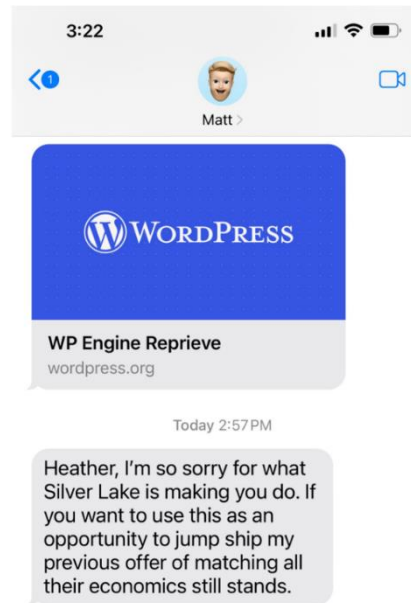 3:22
1
Matt
WORDPRESS
WP Engine Reprieve
wordpress.org
Today 2:57 PM
Heather, I'm so sorry for what
Silver Lake is making you do. If
you want to use this as an
opportunity to jump ship my
previous offer of matching all
their economics still stands.